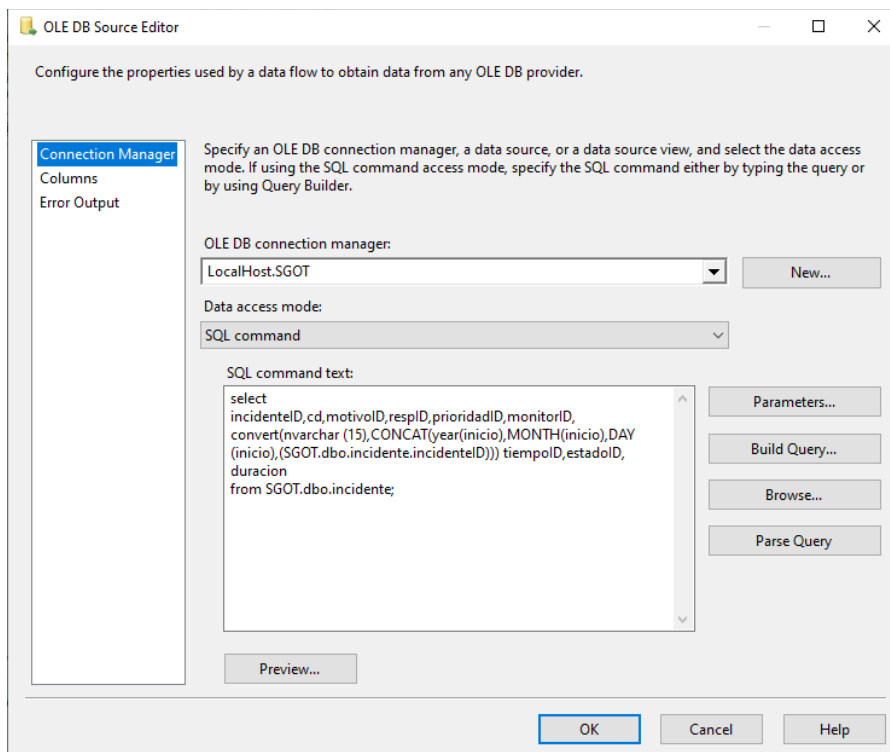 OLE DB Source Editor
Configure the properties used by a data flow to obtain data from any OLE DB provider.
Connection Manager
Columns
Error Output
Specify an OLE DB connection manager, a data source, or a data source view, and select the data access
mode. If using the SQL command access mode, specify the SQL command either by typing the query or
by using Query Builder.
OLE DB connection manager:
LocalHost.SGOT
New...
Data access mode:
SQL command
SQL command text:
select
incidenteID,cd,motivoID,respID,prioridadID,monitorID,
convert(nvarchar (15),CONCAT(year(inicio),MONTH(inicio),DAY
(inicio),(SGOT.dbo.incidente.incidenteID))) tiempoID,estadoID,
duracion
from SGOT.dbo.incidente;
Parameters...
Build Query...
Browse...
Parse Query
Preview...
OK
Cancel
Help